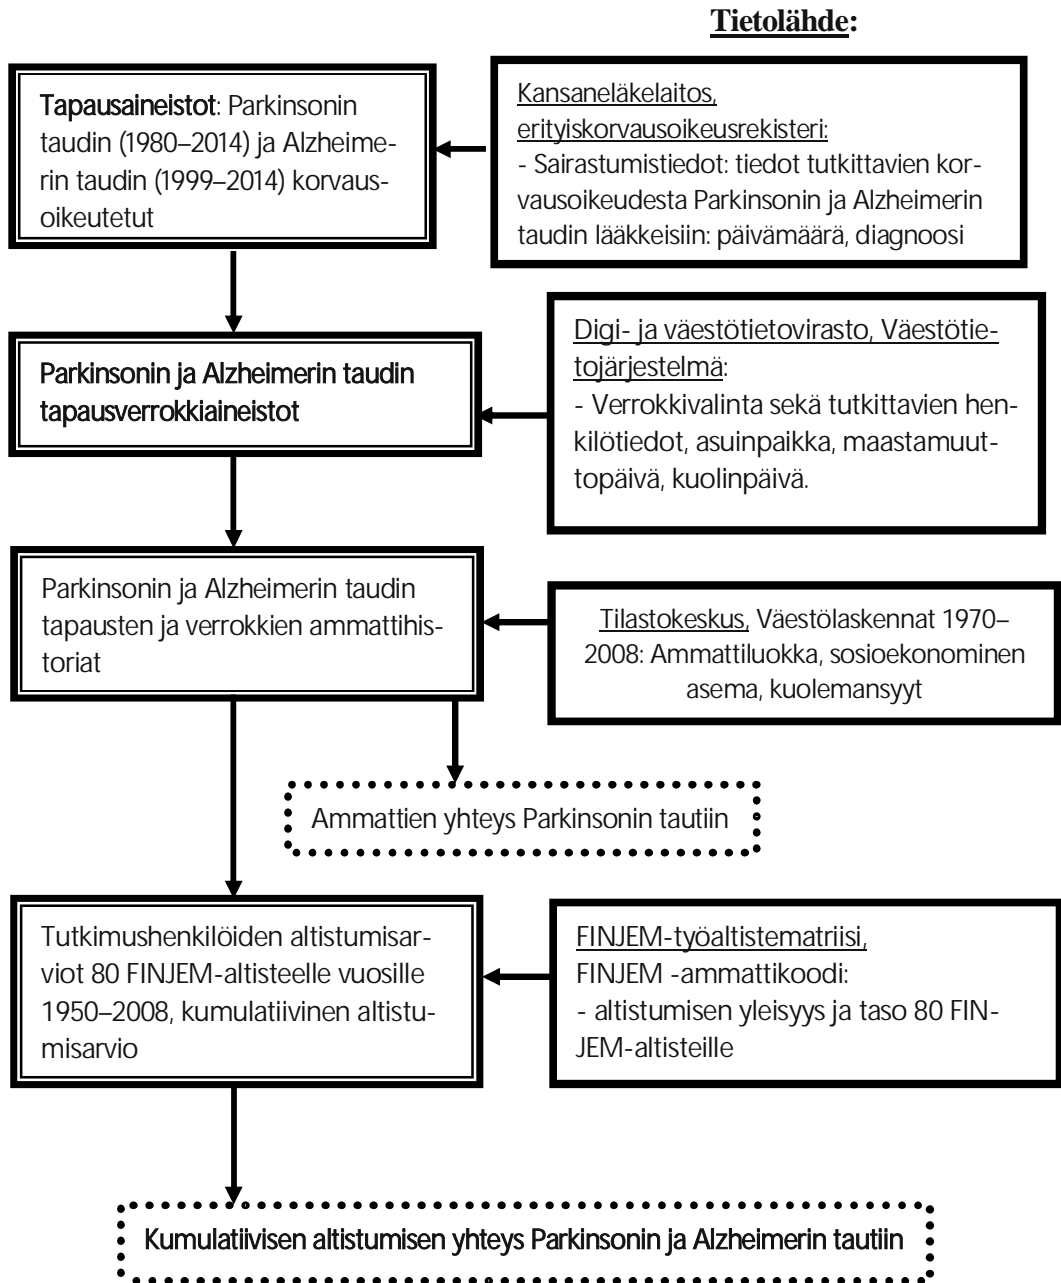 Tietolähde:
Tapausaineistot: Parkinsonin
taudin (1980–2014) ja Alzheime-
rin taudin (1999–2014) korvaus-
oikeutetut
Kansaneläkelaitos,
erityiskorvausoikeusrekisteri:
- Sairastumistiedot: tiedot tutkittavien kor-
vausoikeudesta Parkinsonin ja Alzheimerin
taudin lääkkeisiin: päivämäärä, diagnoosi
Parkinsonin ja Alzheimerin taudin
tapausverrokkiaineistot
Digi- ja väestötietovirasto, Väestötie-
tojärjestelmä:
- Verrokkivalinta sekä tutkittavien hen-
kilötiedot, asuinpaikka, maastamuut-
topäivä, kuolinpäivä.
Parkinsonin ja Alzheimerin taudin
tapausten ja verrokkien ammattihis-
toriat
Tilastokeskus, Väestölaskennat 1970–
2008: Ammattiluokka, sosioekonominen
asema, kuolemansyyt
Ammattien yhteys Parkinsonin tautiin
Tutkimushenkilöiden altistumisar-
viot 80 FINJEM-altisteelle vuosille
1950–2008, kumulatiivinen altistu-
misarvio
FINJEM-työaltistematriisi,
FINJEM -ammattikoodi:
- altistumisen yleisyys ja taso 80 FIN-
JEM-altisteille
Kumulatiivisen altistumisen yhteys Parkinsonin ja Alzheimerin tautiin